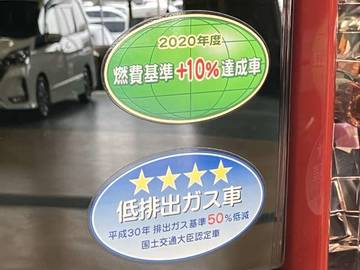 2020年度
燃費基準+10%達成車
★★★★
低排出ガス車
平成30年 排出ガス基準50%低減
国土交通大臣認定車